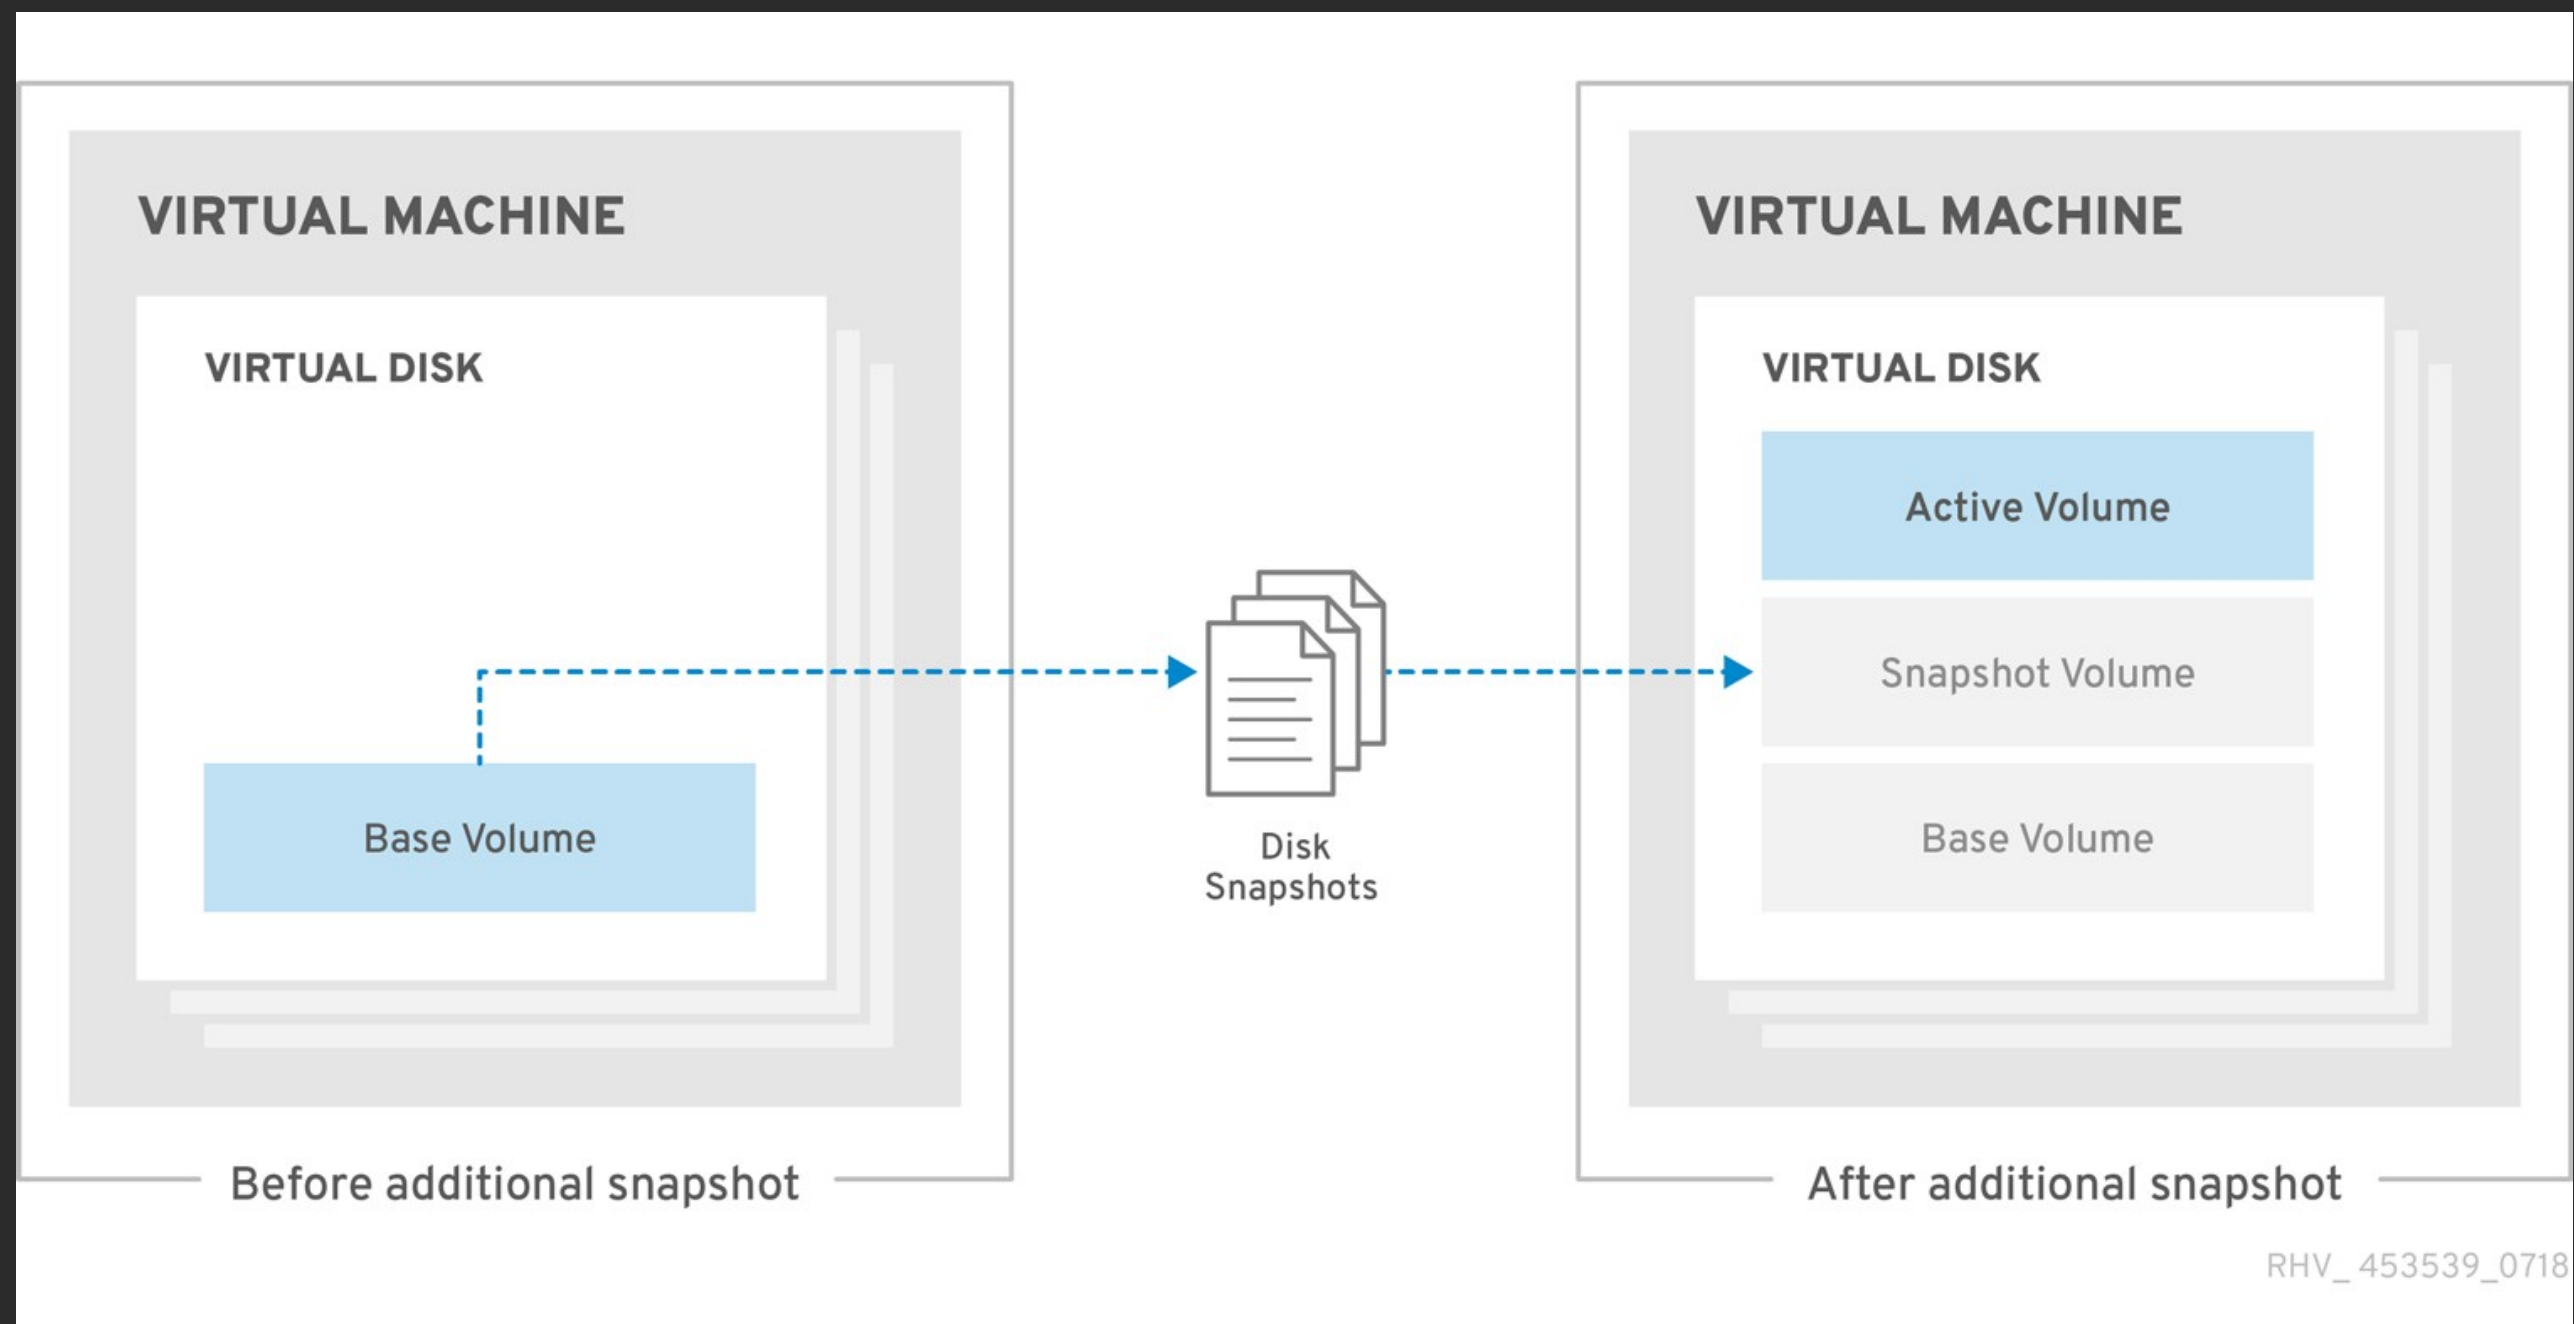 VIRTUAL MACHINE
VIRTUAL DISK
Base Volume
Before additional snapshot
Disk
Snapshots
VIRTUAL MACHINE
VIRTUAL DISK
Active Volume
Snapshot Volume
Base Volume
After additional snapshot
RHV_ 453539_0718